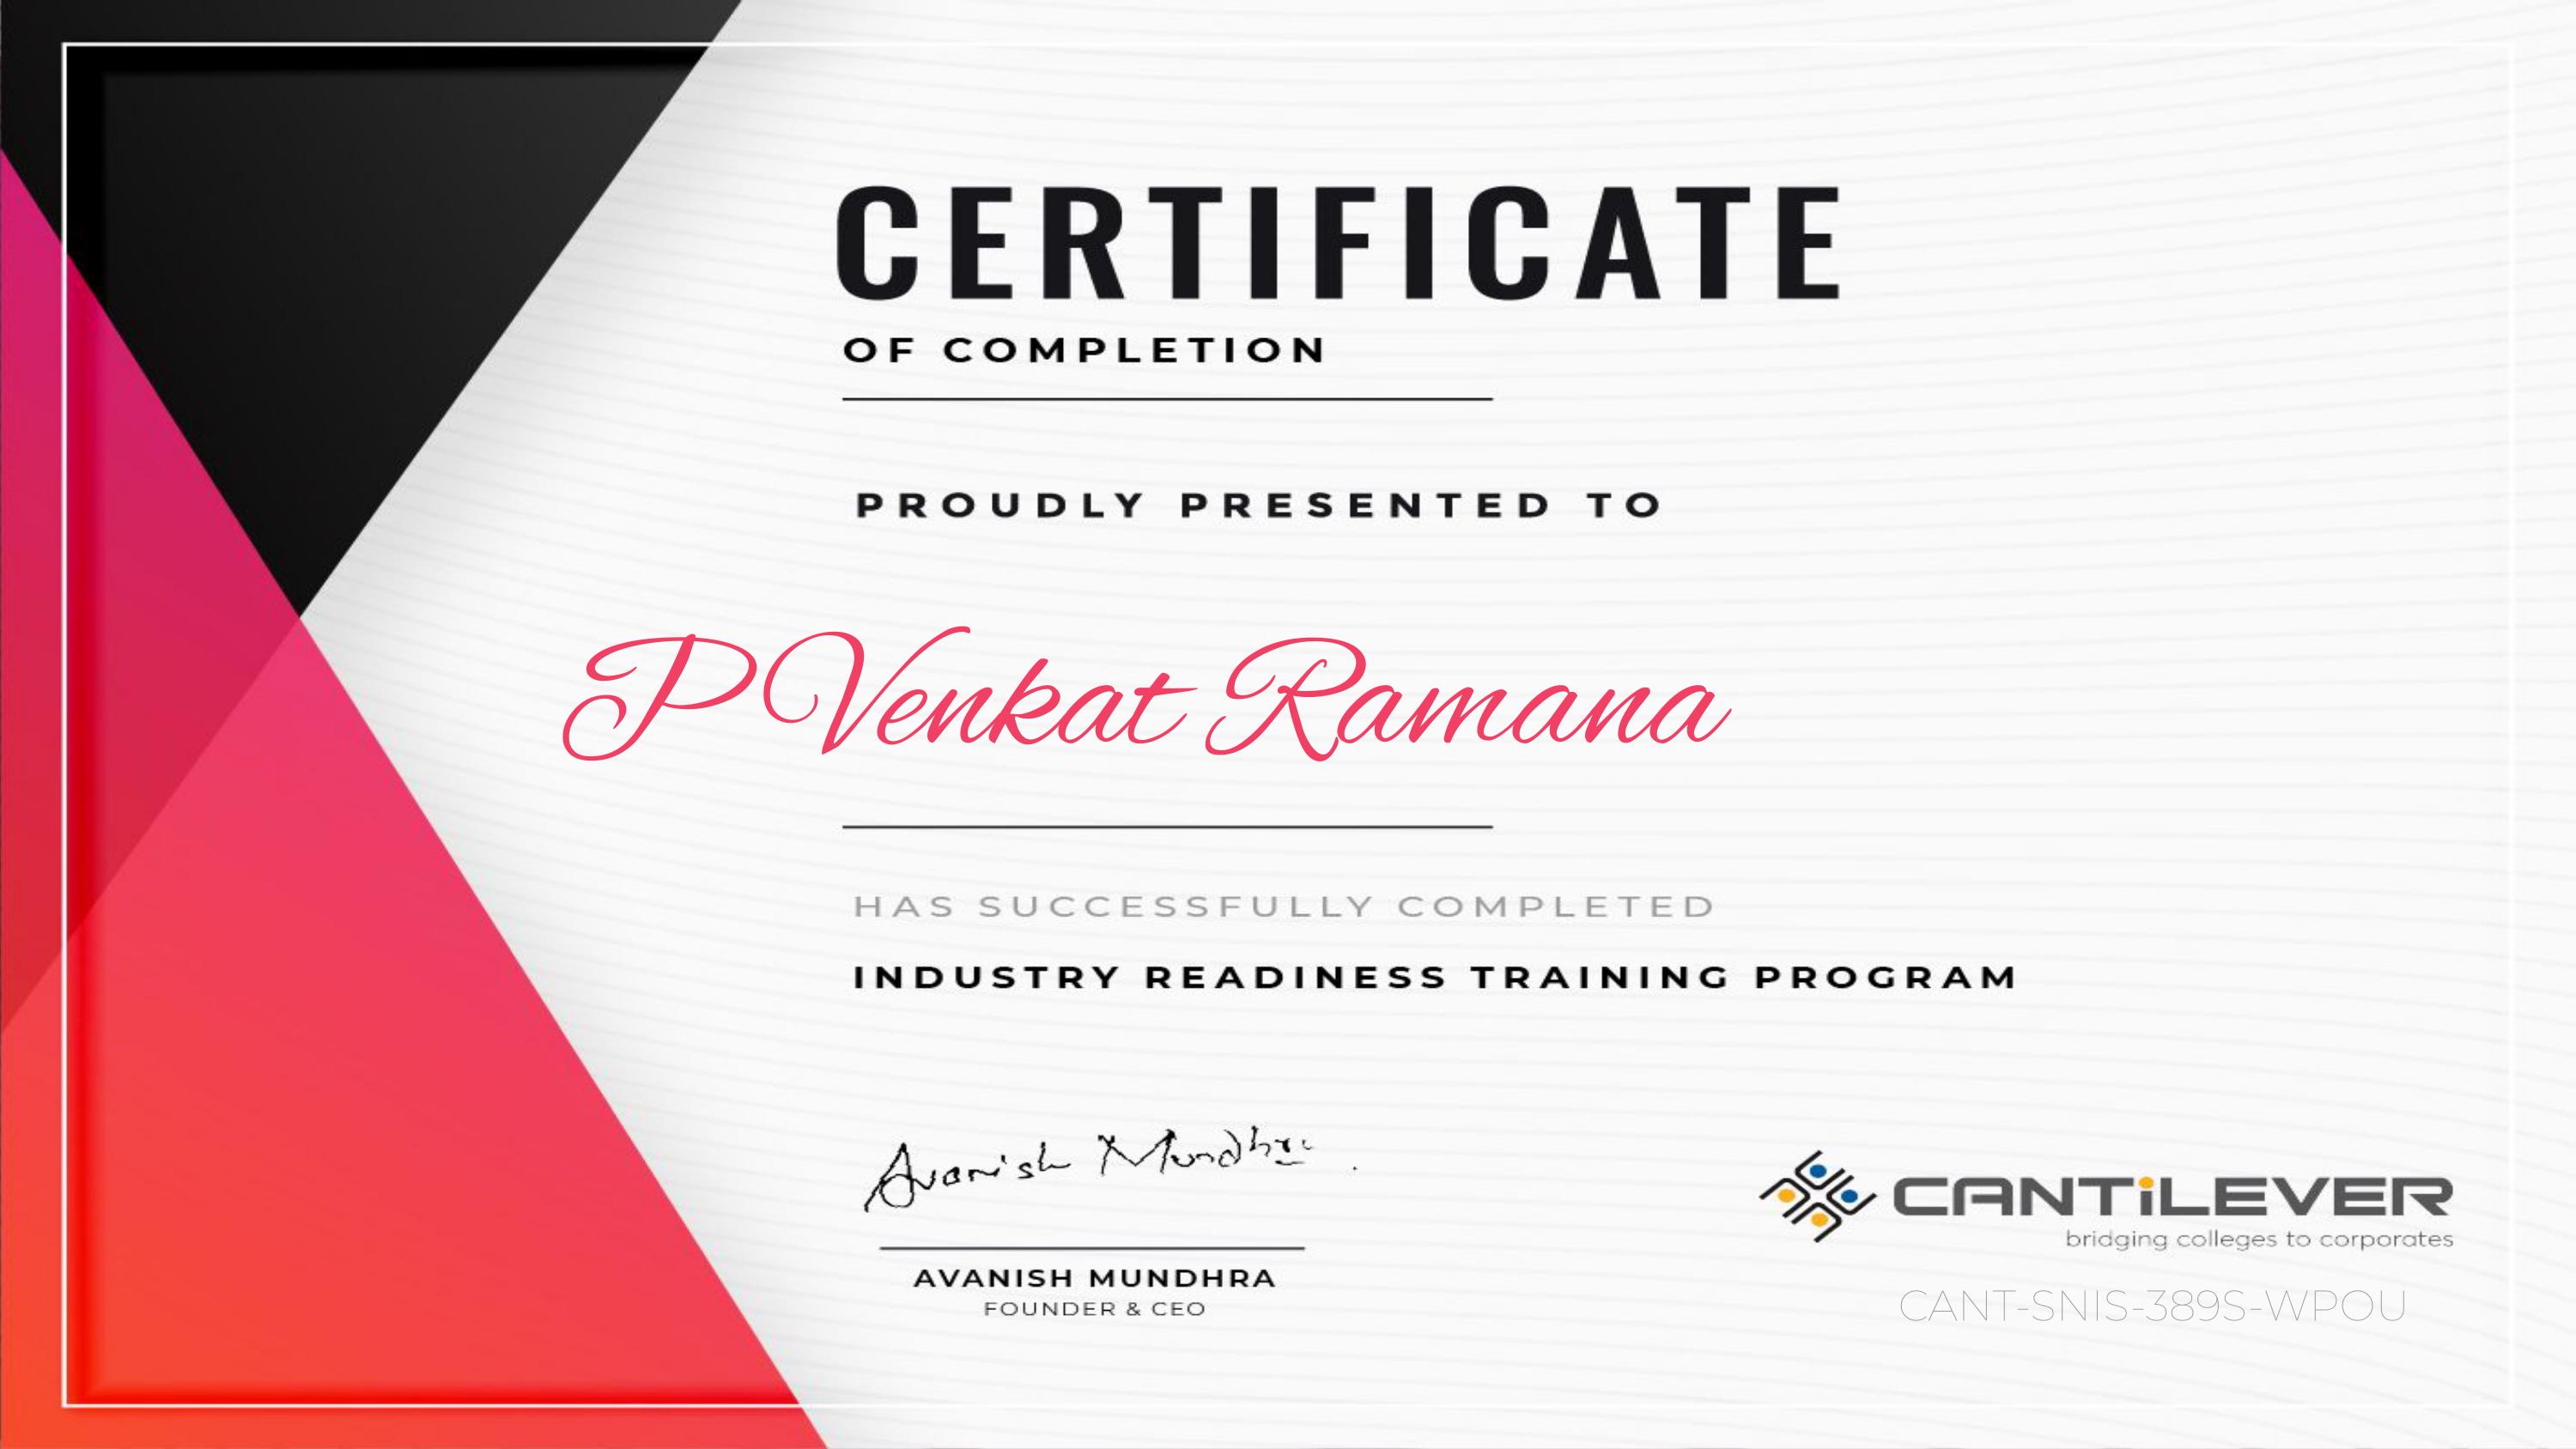 CERTIFICATE
OF COMPLETION
PROUDLY PRESENTED TO
P Venkat Ramana
HAS SUCCESSFULLY COMPLETED
INDUSTRY READINESS TRAINING PROGRAM
Avanish Mundhra
AVANISH MUNDHRA
FOUNDER & CEO
CANTiLEVER
bridging colleges to corporates
CANT-SNIS-389S-WPOU